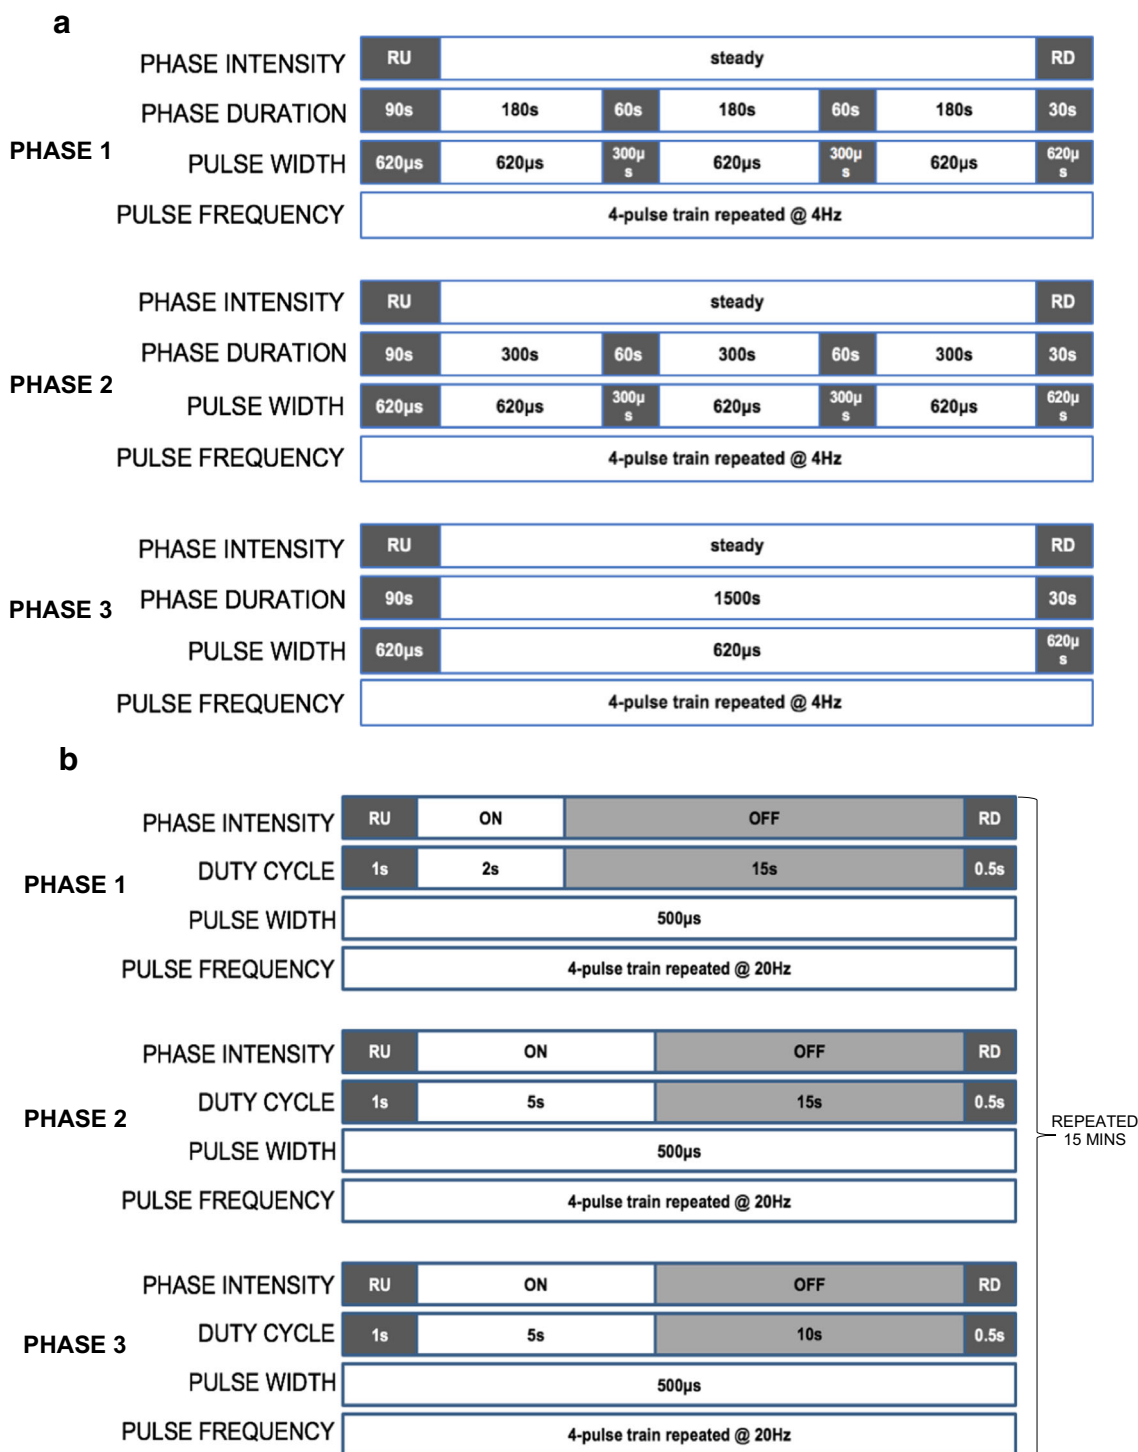 a
PHASE 1
PHASE INTENSITY RU steady RD
PHASE DURATION 90s 180s 60s 180s 60s 180s 30s
PULSE WIDTH 620µs 620µs 300µs 620µs 300µs 620µs 620µs
PULSE FREQUENCY 4-pulse train repeated @ 4Hz
PHASE 2
PHASE INTENSITY RU steady RD
PHASE DURATION 90s 300s 60s 300s 60s 300s 30s
PULSE WIDTH 620µs 620µs 300µs 620µs 300µs 620µs 620µs
PULSE FREQUENCY 4-pulse train repeated @ 4Hz
PHASE 3
PHASE INTENSITY RU steady RD
PHASE DURATION 90s 1500s 30s
PULSE WIDTH 620µs 620µs 620µs
PULSE FREQUENCY 4-pulse train repeated @ 4Hz
b
PHASE 1
PHASE INTENSITY RU ON OFF RD
DUTY CYCLE 1s 2s 15s 0.5s
PULSE WIDTH 500µs
PULSE FREQUENCY 4-pulse train repeated @ 20Hz
PHASE 2
PHASE INTENSITY RU ON OFF RD
DUTY CYCLE 1s 5s 15s 0.5s
PULSE WIDTH 500µs
PULSE FREQUENCY 4-pulse train repeated @ 20Hz
PHASE 3
PHASE INTENSITY RU ON OFF RD
DUTY CYCLE 1s 5s 10s 0.5s
PULSE WIDTH 500µs
PULSE FREQUENCY 4-pulse train repeated @ 20Hz
REPEATED
15 MINS